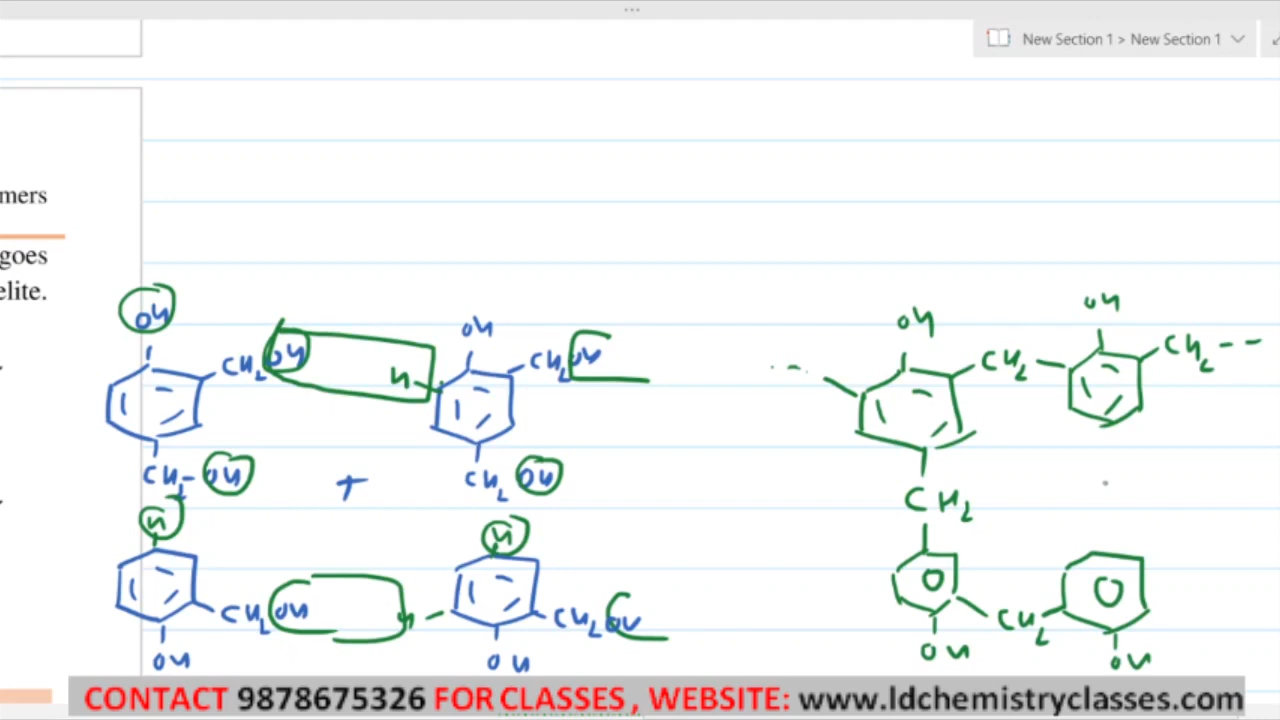 New Section 1 > New Section 1
mers
goes
elite.
OH OH OH OH
CH2 OH H CH2 OH CH2 CH2 --
CH2-OH + CH2 OH CH2
H H
CH2 OH H CH2 OH CH2
OH OH OH OH
CONTACT 9878675326 FOR CLASSES , WEBSITE: www.ldchemistryclasses.com